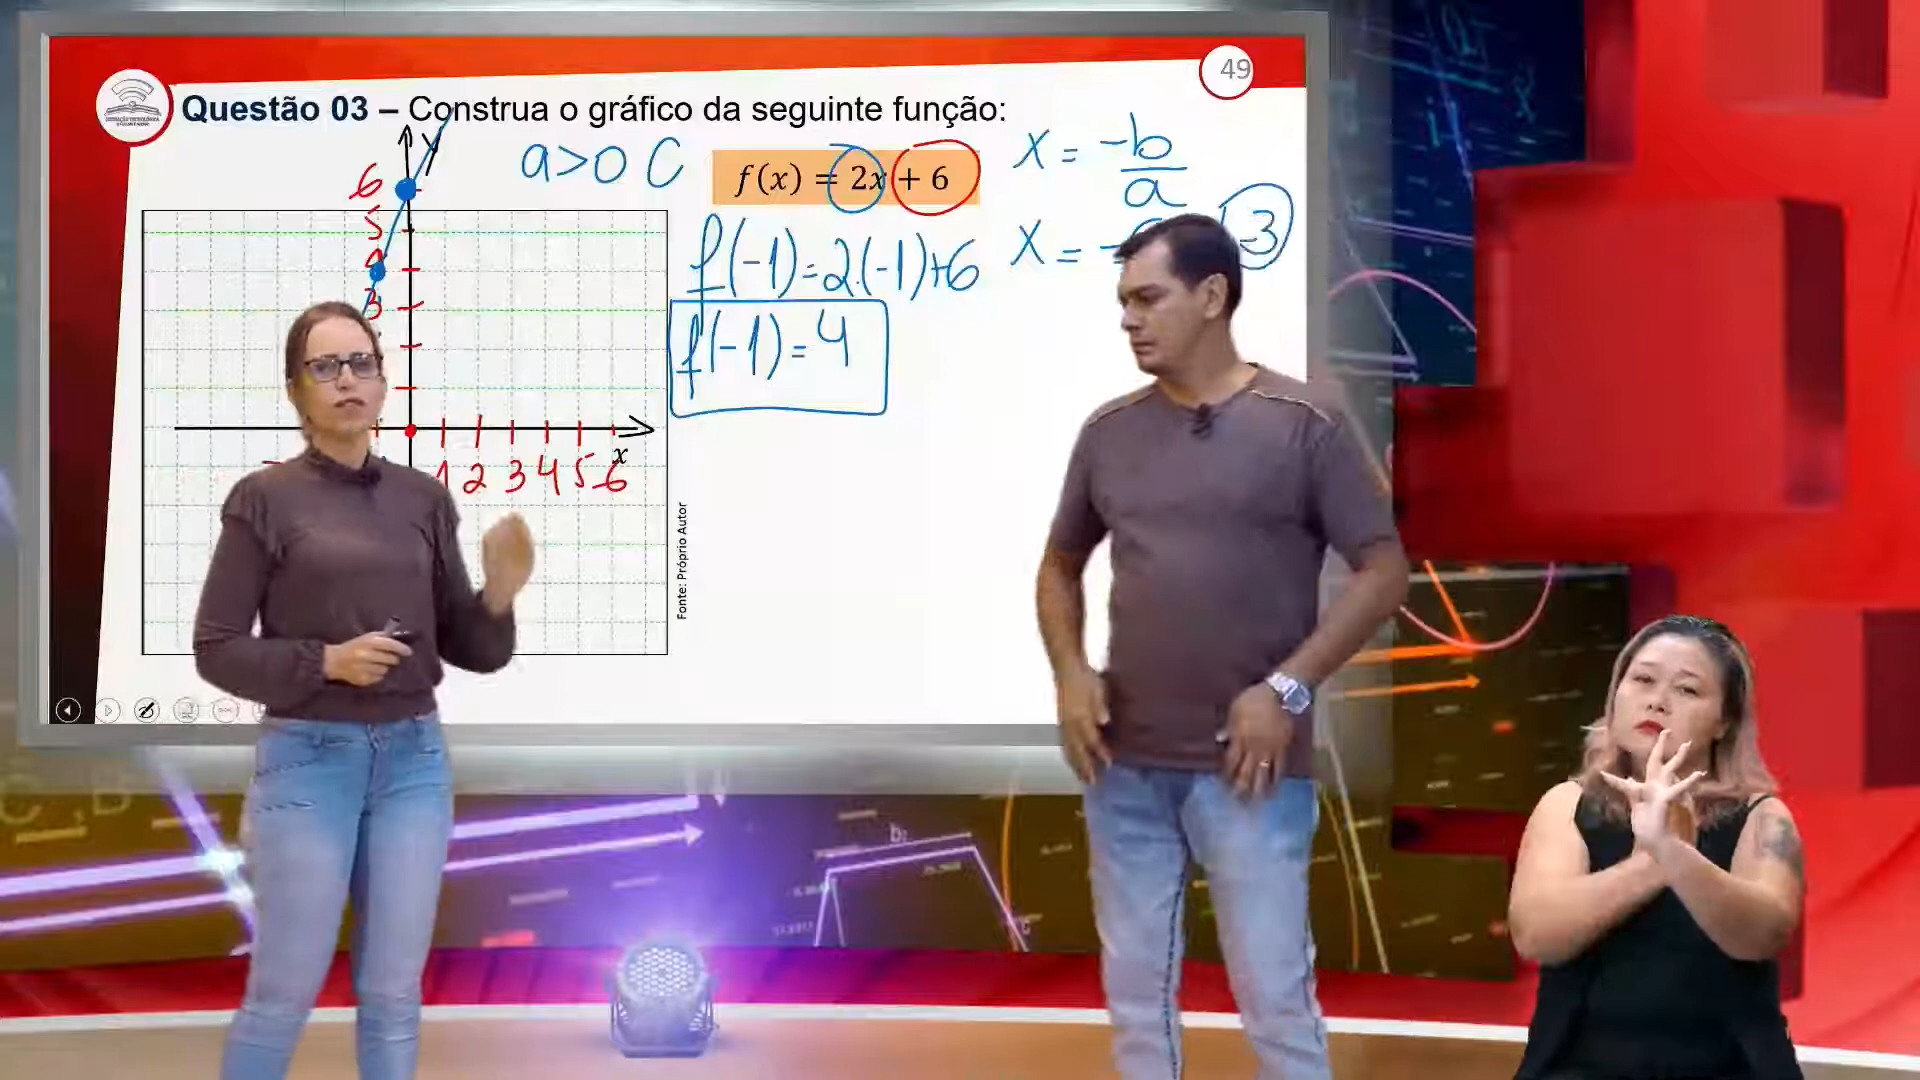 49
Questão 03 – Construa o gráfico da seguinte função:
f(x) = 2x + 6
a>0 C
x = -b/a
x = -3
f(-1)=2.(-1)+6
f(-1)=4
y
6
5
4
3
x
1 2 3 4 5 6
Fonte: Próprio Autor
b: